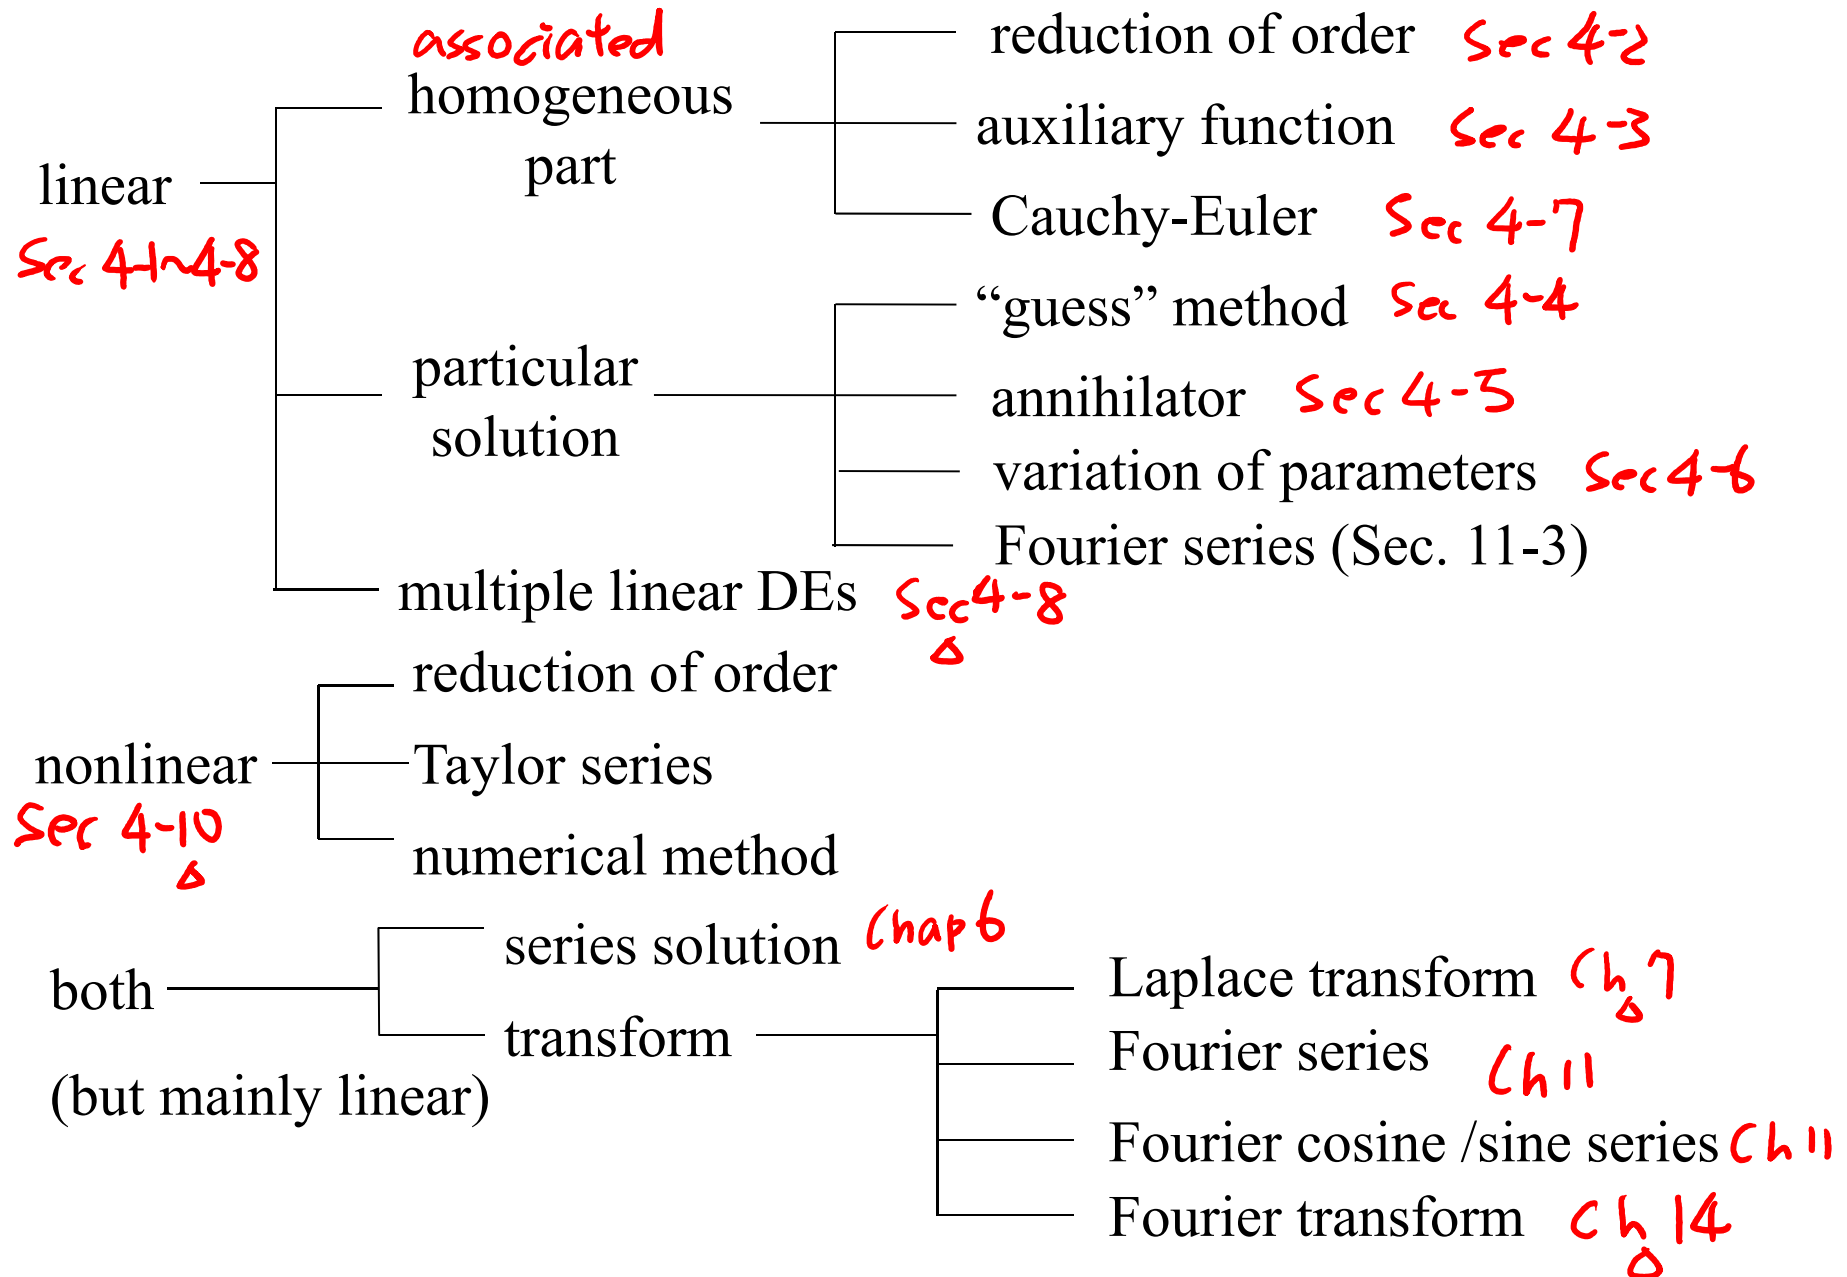 associated
homogeneous
part
reduction of order Sec 4-2
auxiliary function Sec 4-3
Cauchy-Euler Sec 4-7
linear
Sec 4-1~4-8
particular
solution
“guess” method Sec 4-4
annihilator Sec 4-5
variation of parameters Sec 4-6
Fourier series (Sec. 11-3)
multiple linear DEs Sec 4-8
nonlinear
Sec 4-10
reduction of order
Taylor series
numerical method
both
(but mainly linear)
series solution Chap 6
transform
Laplace transform Ch 7
Fourier series Ch 11
Fourier cosine /sine series Ch 11
Fourier transform Ch 14